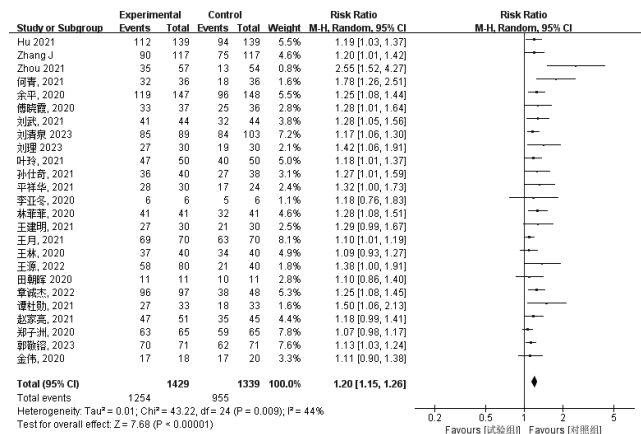 Experimental Control Risk Ratio Risk Ratio
Study or Subgroup Events Total Events Total Weight M-H, Random, 95% CI M-H, Random, 95% CI
Hu 2021 112 139 94 139 5.5% 1.19 [1.03, 1.37]
Zhang J 90 117 75 117 4.2% 1.20 [1.01, 1.42]
Zhou 2021 35 57 13 54 0.7% 2.55 [1.52, 4.27]
何青, 2021 32 36 18 36 1.4% 1.78 [1.26, 2.51]
余平, 2020 119 147 96 148 5.0% 1.25 [1.08, 1.44]
傅晓霞, 2020 33 37 25 36 2.6% 1.28 [1.01, 1.64]
刘武, 2021 41 44 32 44 3.4% 1.28 [1.05, 1.56]
刘清泉 2023 85 89 84 103 7.9% 1.17 [1.06, 1.30]
刘理 2023 27 30 19 30 1.8% 1.42 [1.06, 1.91]
叶玲, 2021 47 50 40 50 5.0% 1.18 [1.01, 1.37]
孙仕奇, 2021 36 40 27 38 2.8% 1.27 [1.01, 1.59]
平祥华, 2021 28 30 17 24 2.0% 1.32 [1.00, 1.73]
李亚冬, 2020 6 6 5 6 0.9% 1.18 [0.76, 1.83]
林菲菲, 2020 41 41 32 41 4.2% 1.28 [1.08, 1.51]
王建明, 2021 27 30 21 30 2.3% 1.29 [0.99, 1.67]
王月, 2021 69 70 63 70 9.4% 1.10 [1.01, 1.19]
王林, 2020 37 40 34 40 4.7% 1.09 [0.93, 1.27]
王源, 2022 58 80 21 40 1.9% 1.38 [1.00, 1.91]
田朝晖 2020 11 11 10 11 2.5% 1.10 [0.86, 1.40]
章诚杰, 2022 96 97 38 48 5.1% 1.25 [1.08, 1.45]
谭杜勋, 2021 27 33 18 33 1.4% 1.50 [1.06, 2.13]
赵家亮, 2021 47 51 35 45 4.0% 1.18 [0.99, 1.41]
郑子洲, 2020 63 65 59 65 9.0% 1.07 [0.98, 1.17]
郭敬镕, 2023 70 71 62 71 8.6% 1.13 [1.03, 1.24]
金伟, 2020 17 18 17 20 3.4% 1.11 [0.90, 1.38]
Total (95% CI) 1429 1339 100.0% 1.20 [1.15, 1.26]
Total events 1254 955
Heterogeneity: Tau² = 0.01; Chi² = 43.22, df = 24 (P = 0.009); I² = 44%
Test for overall effect: Z = 7.68 (P < 0.00001)
0.2 0.5 1 2 5
Favours [试验组] Favours [对照组]